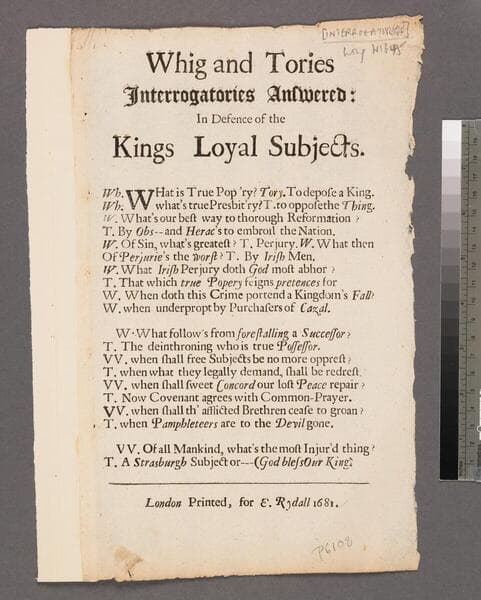 [INTERROGATORIES]
Whig and Tories
Interrogatories Answered:
In Defence of the
Kings Loyal Subjects.
Wh. WHat is True Pop'ry? Tory. To depose a King.
Wh. what's true Presbit'ry? T. to oppose the Thing.
W. What's our best way to thorough Reformation?
T. By Obs-- and Herac's to embroil the Nation.
W. Of Sin, what's greatest? T. Perjury. W. What then
Of Perjurie's the worst? T. By Irish Men.
W. What Irish Perjury doth God most abhor?
T. That which true Popery feigns pretences for
W. When doth this Crime portend a Kingdom's Fall?
W. when underpropt by Purchasers of Cazal.
W. What follow's from forestalling a Successor?
T. The deinthroning who is true Possessor.
VV. when shall free Subjects be no more opprest?
T. when what they legally demand, shall be redrest.
VV. when shall sweet Concord our lost Peace repair?
T. Now Covenant agrees with Common-Prayer.
VV. when shall th' afflicted Brethren cease to groan?
T. when Pamphleteers are to the Devil gone.
VV. Of all Mankind, what's the most Injur'd thing?
T. A Strasburgh Subject or---(God bless Our King.
London Printed, for E. Rydall 1681.
P6108